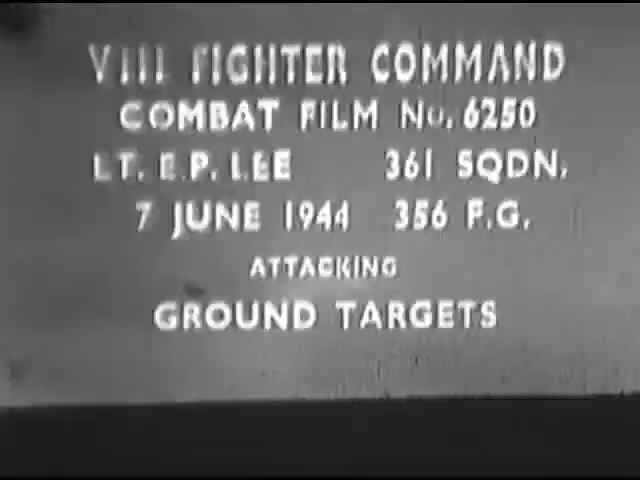 VIII FIGHTER COMMAND
COMBAT FILM No. 6250
LT. E.P. LEE 361 SQDN.
7 JUNE 1944 356 F.G.
ATTACKING
GROUND TARGETS